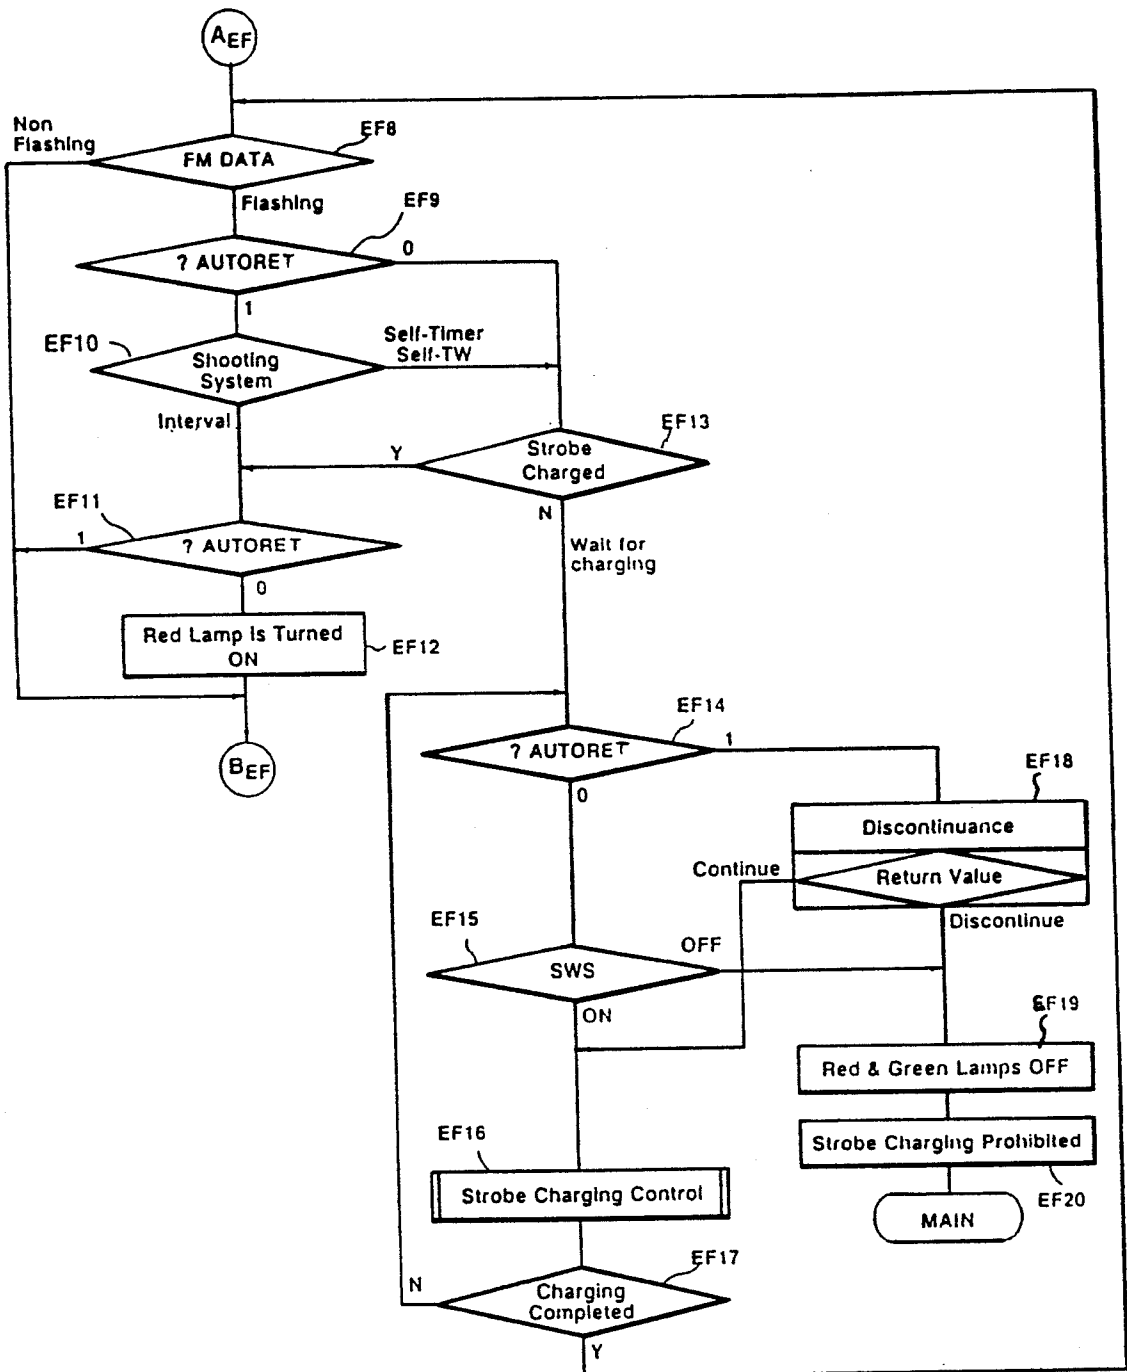 AEF
Non
Flashing
EF8
FM DATA
Flashing
EF9
? AUTORET
0
1
EF10
Shooting
System
Self-Timer
Self-TW
Interval
EF13
Strobe
Charged
Y
N
EF11
? AUTORET
1
0
Wait for
charging
Red Lamp Is Turned
ON
EF12
BEF
EF14
? AUTORET
1
0
EF18
Discontinuance
Return Value
Continue
Discontinue
EF15
SWS
OFF
ON
EF19
Red & Green Lamps OFF
EF16
Strobe Charging Control
Strobe Charging Prohibited
EF20
MAIN
EF17
Charging
Completed
N
Y